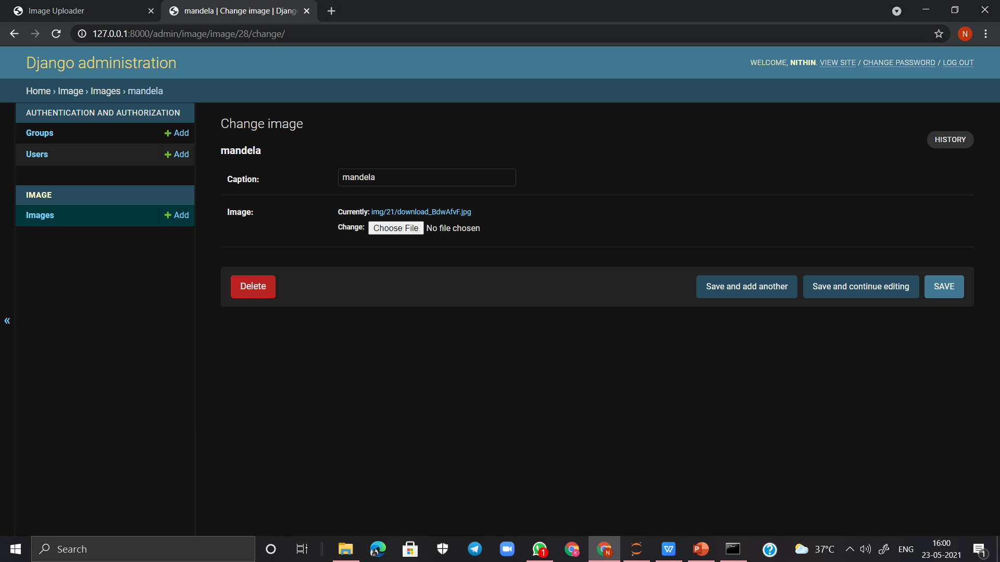 Image Uploader
mandela | Change image | Djang
127.0.0.1:8000/admin/image/image/28/change/
N
Django administration
WELCOME, NITHIN. VIEW SITE / CHANGE PASSWORD / LOG OUT
Home › Image › Images › mandela
AUTHENTICATION AND AUTHORIZATION
Groups + Add
Users + Add
IMAGE
Images + Add
Change image
HISTORY
mandela
Caption: mandela
Image: Currently: img/21/download_BdwAfvF.jpg
Change: Choose File No file chosen
Delete Save and add another Save and continue editing SAVE
«
Search
1
K
N
W
P
?
37°C
ENG
16:00
23-05-2021
1